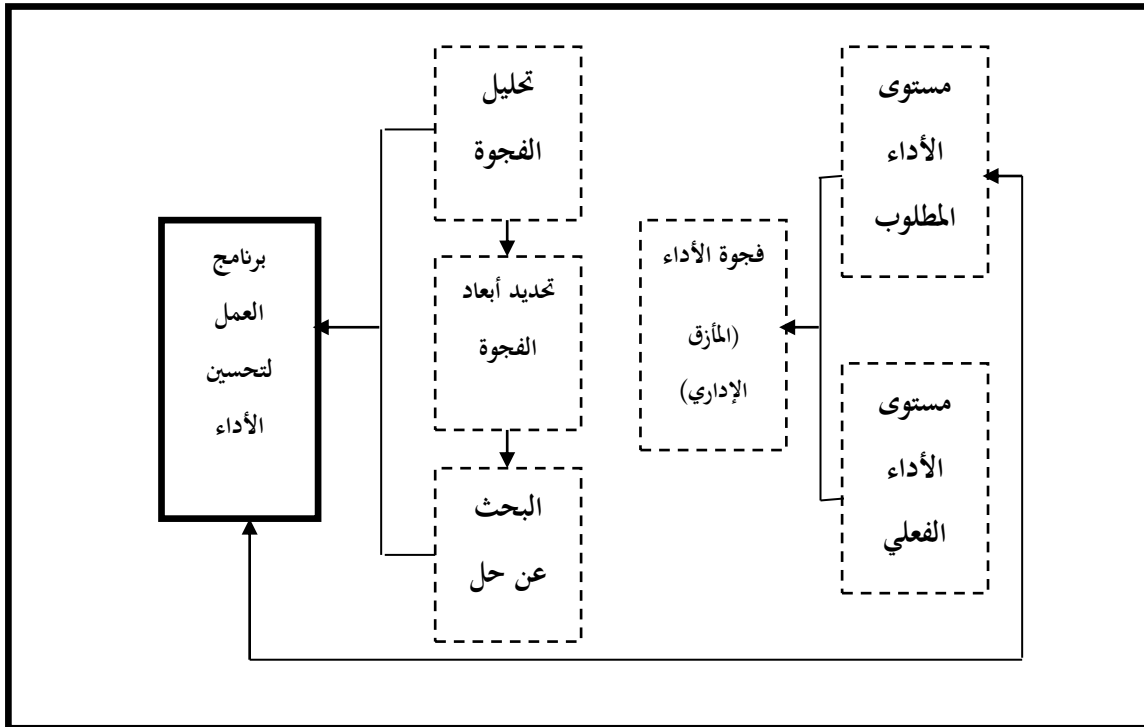 مستوى
الأداء
المطلوب
مستوى
الأداء
الفعلي
فجوة الأداء
(المأزق
الإداري)
تحليل
الفجوة
تحديد أبعاد
الفجوة
البحث
عن حل
برنامج
العمل
لتحسين
الأداء